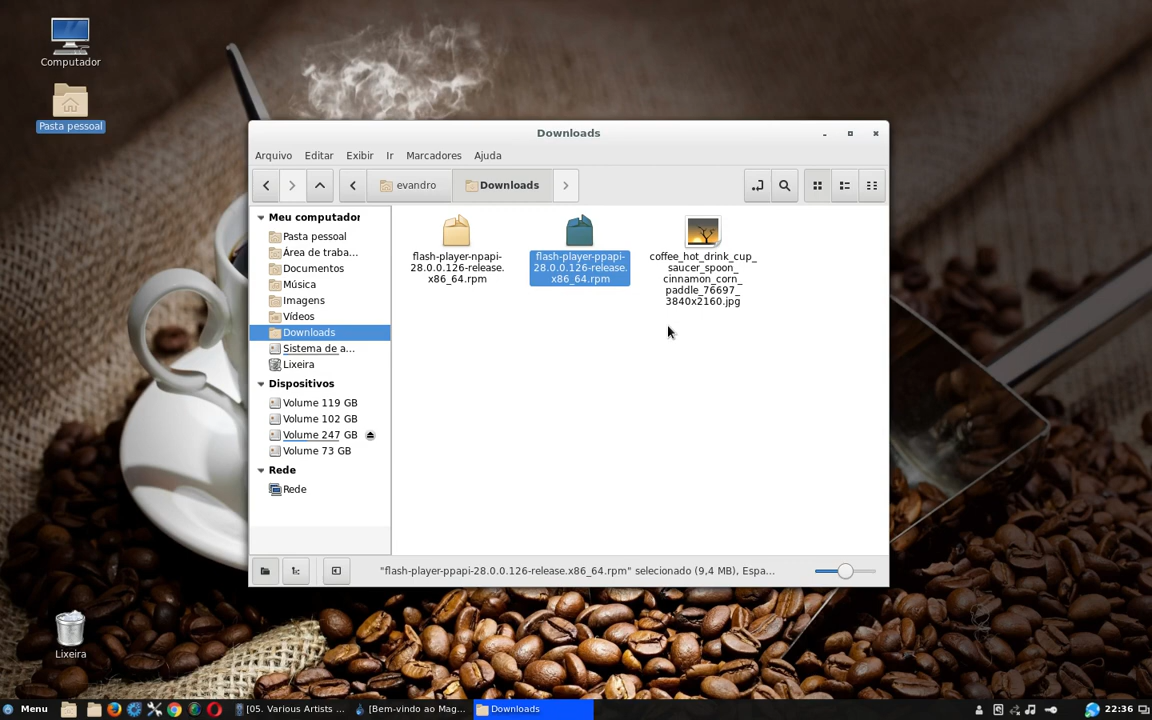 Computador
Pasta pessoal
Downloads
Arquivo Editar Exibir Ir Marcadores Ajuda
evandro Downloads
Meu computador
Pasta pessoal
Área de traba...
Documentos
Música
Imagens
Vídeos
Downloads
Sistema de a...
Lixeira
Dispositivos
Volume 119 GB
Volume 102 GB
Volume 247 GB
Volume 73 GB
Rede
Rede
flash-player-npapi-
28.0.0.126-release.
x86_64.rpm
flash-player-ppapi-
28.0.0.126-release.
x86_64.rpm
coffee_hot_drink_cup_
saucer_spoon_
cinnamon_corn_
paddle_76697_
3840x2160.jpg
"flash-player-ppapi-28.0.0.126-release.x86_64.rpm" selecionado (9,4 MB), Espa...
Lixeira
Menu [05. Various Artists ... [Bem-vindo ao Mag... Downloads 22:36